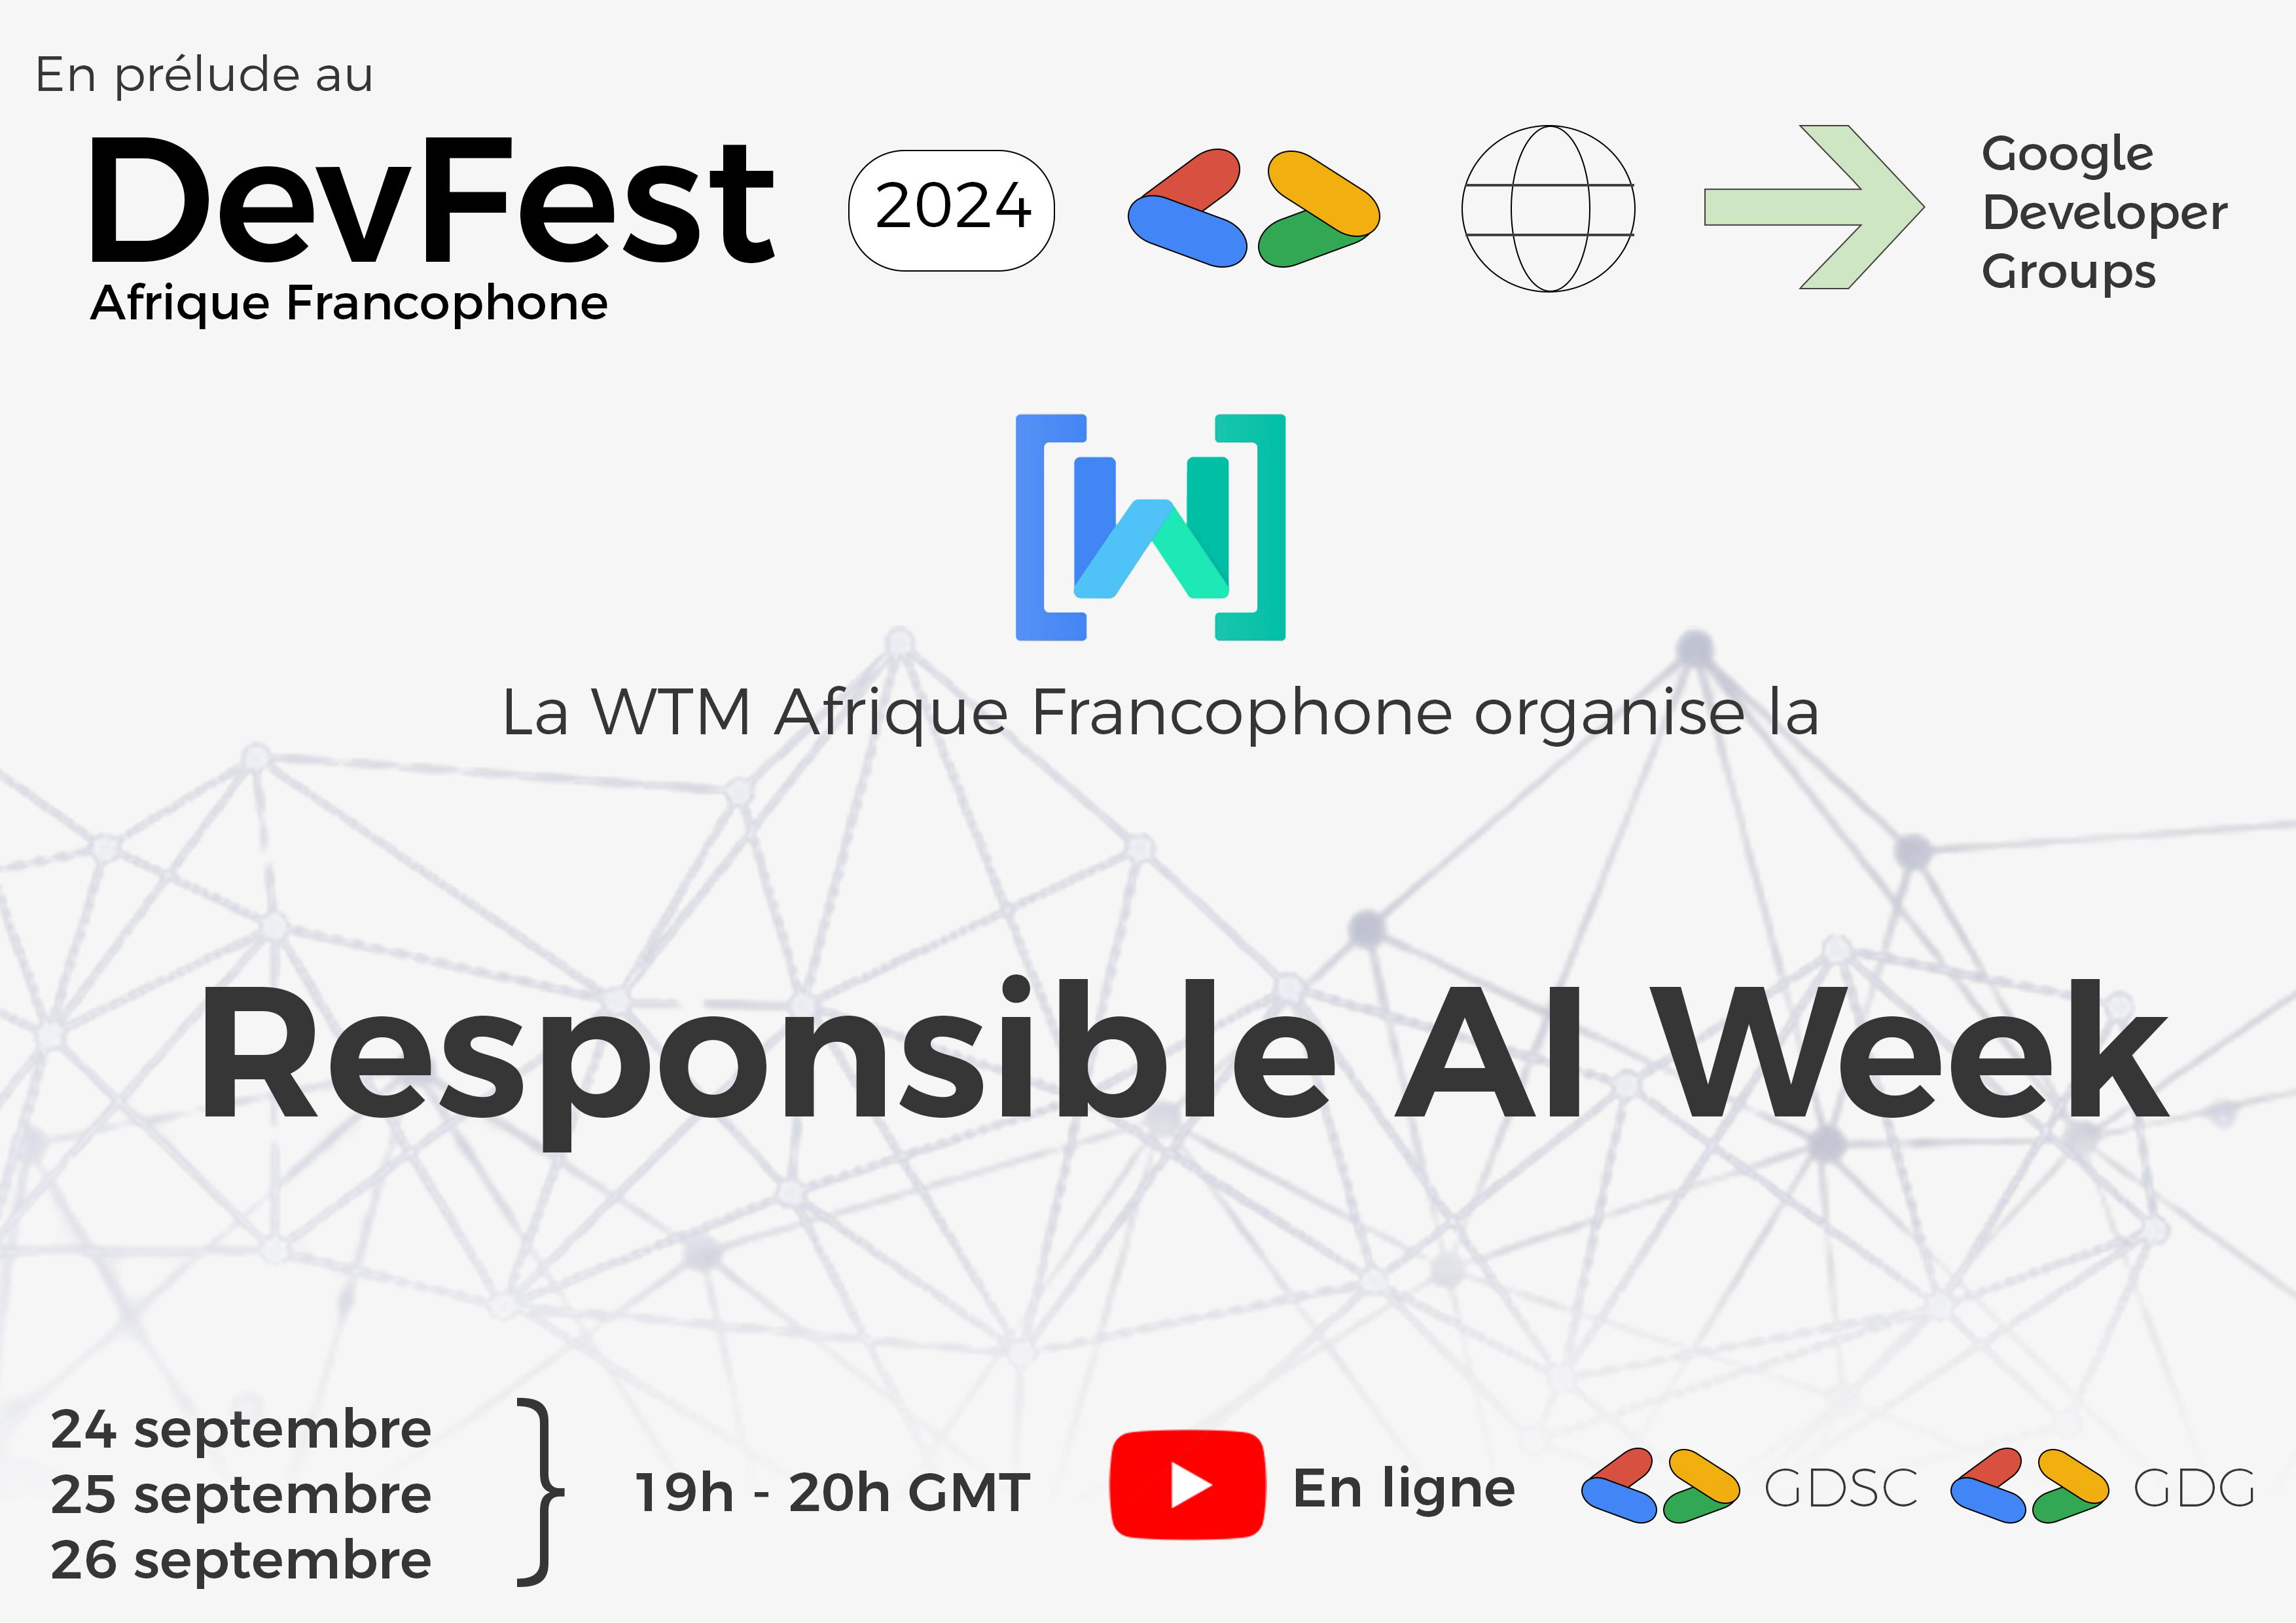 En prélude au
DevFest
Afrique Francophone
2024
Google
Developer
Groups
La WTM Afrique Francophone organise la
Responsible AI Week
24 septembre
25 septembre
26 septembre
19h - 20h GMT
En ligne
GDSC
GDG